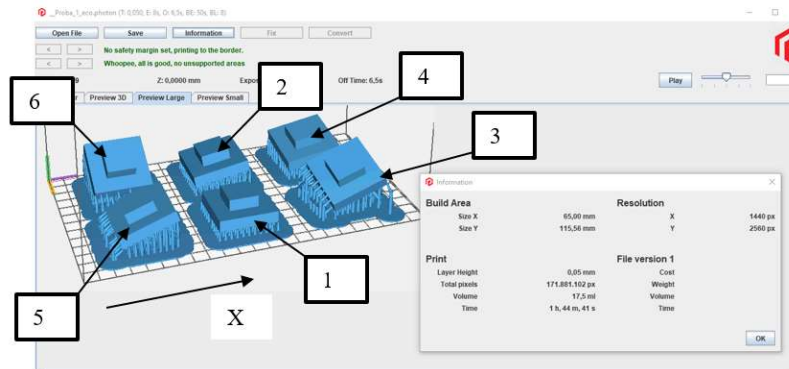 __Proba_1_eco.photon (T: 0,050, E: 8s, O: 6,5s, BE: 50s, BL: 8)
Open File Save Information Fix Convert
< > No safety margin set, printing to the border.
< > Whoopee, all is good, no unsupported areas
Z: 0,0000 mm Off Time: 6,5s Play
Preview 3D Preview Large Preview Small
6
2
4
3
1
5
X
Information
Build Area Resolution
Size X 65,00 mm X 1440 px
Size Y 115,56 mm Y 2560 px
Print File version 1
Layer Height 0,05 mm Cost
Total pixels 171.881.102 px Weight
Volume 17,5 ml Volume
Time 1 h, 44 m, 41 s Time
OK